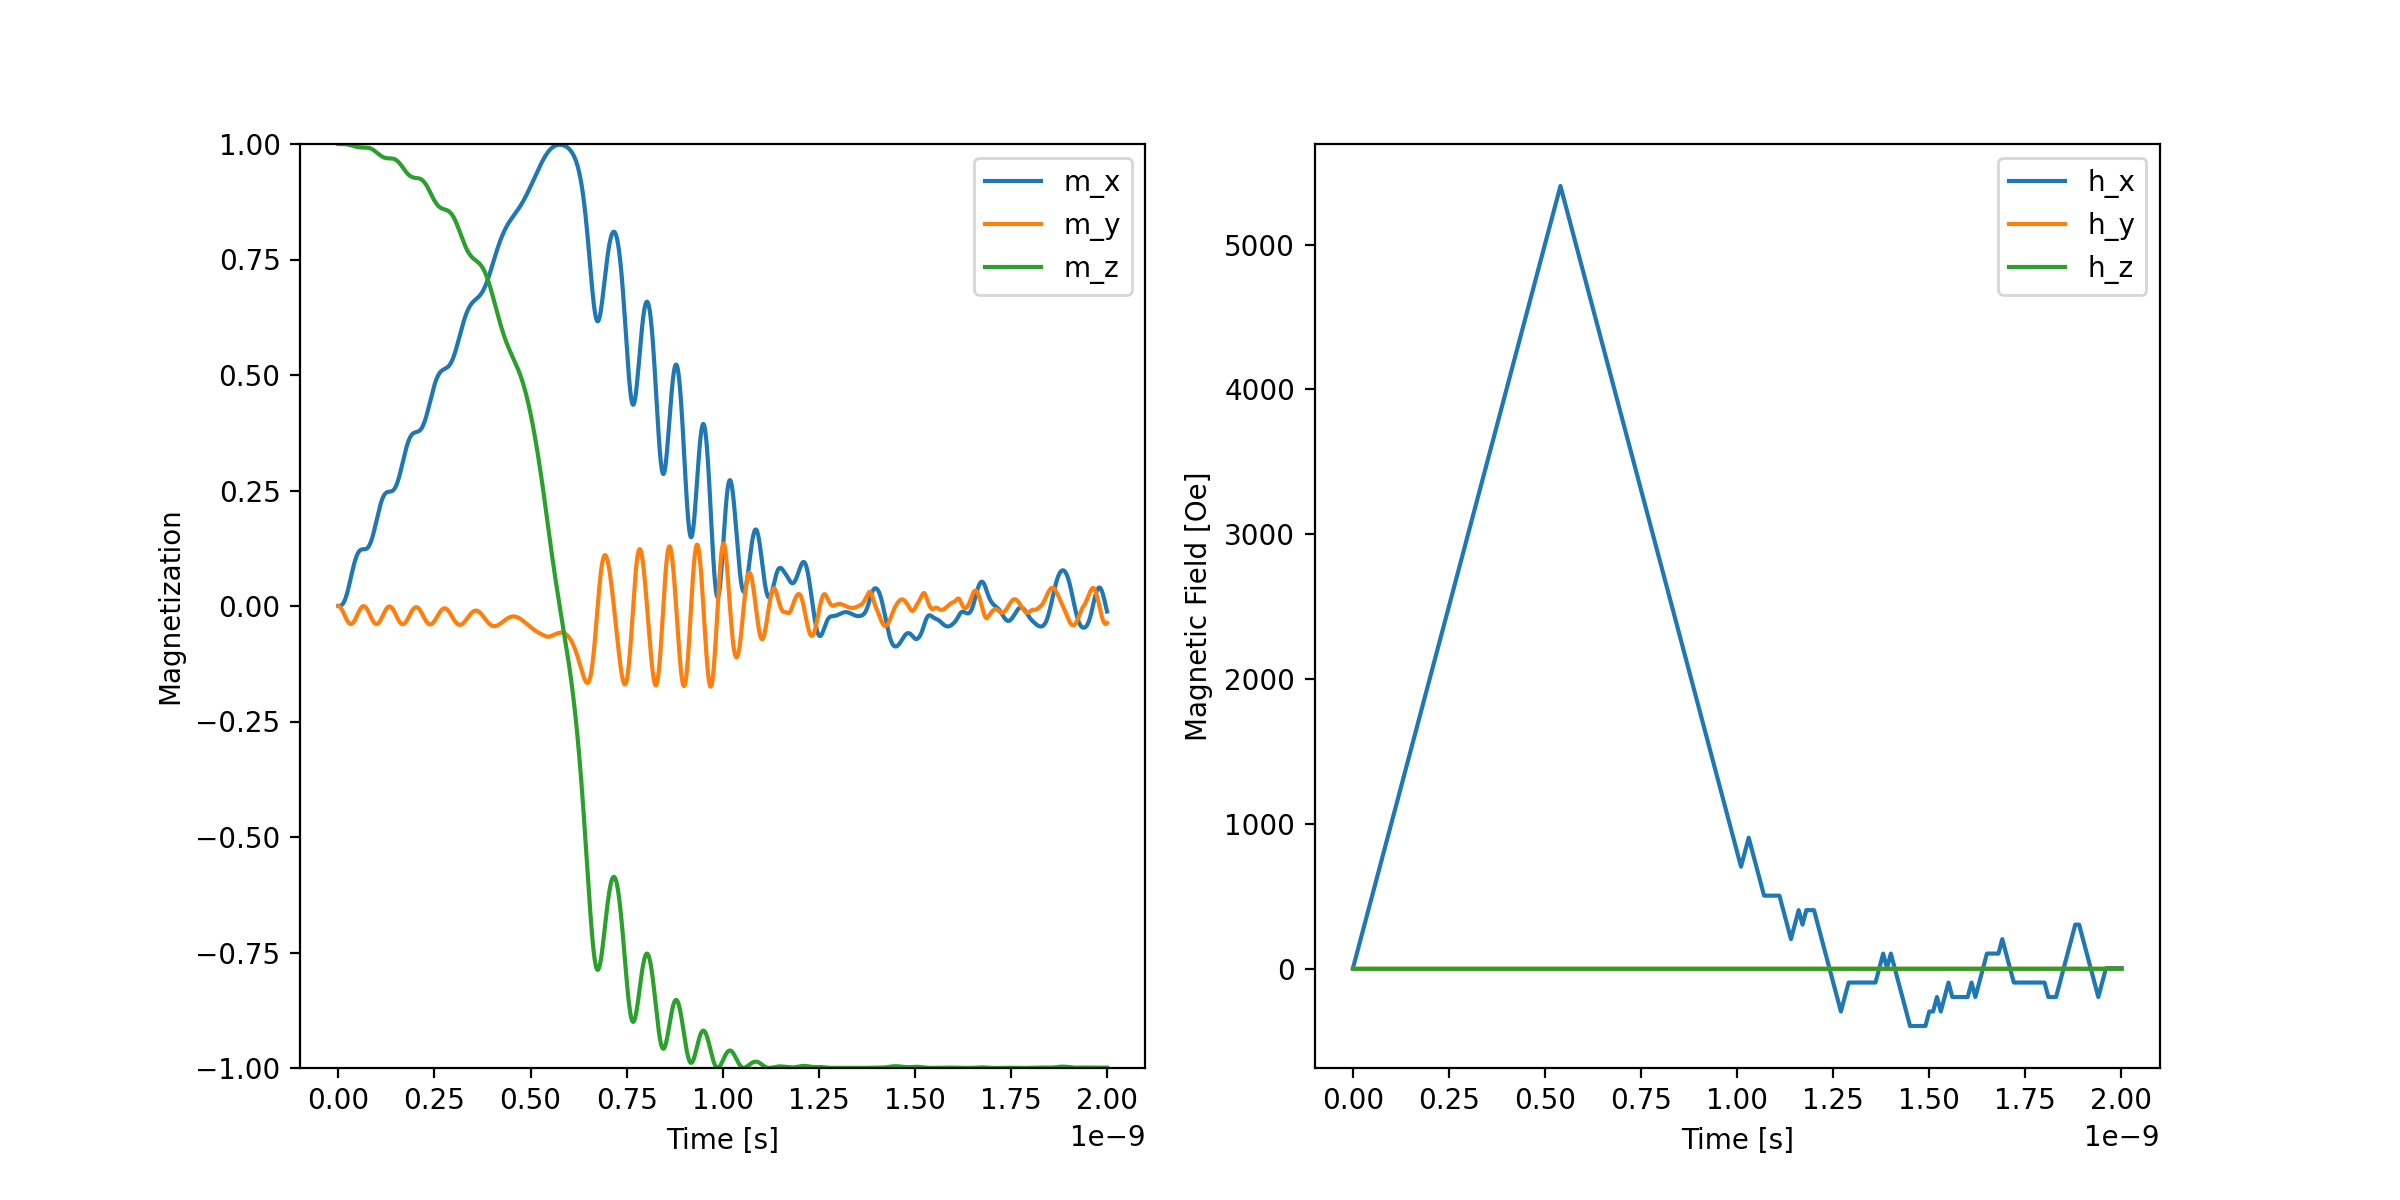 1.00
0.75
0.50
0.25
0.00
−0.25
−0.50
−0.75
−1.00
Magnetization
0.00 0.25 0.50 0.75 1.00 1.25 1.50 1.75 2.00
Time [s]
1e−9
m_x
m_y
m_z
5000
4000
3000
2000
1000
0
Magnetic Field [Oe]
0.00 0.25 0.50 0.75 1.00 1.25 1.50 1.75 2.00
Time [s]
1e−9
h_x
h_y
h_z